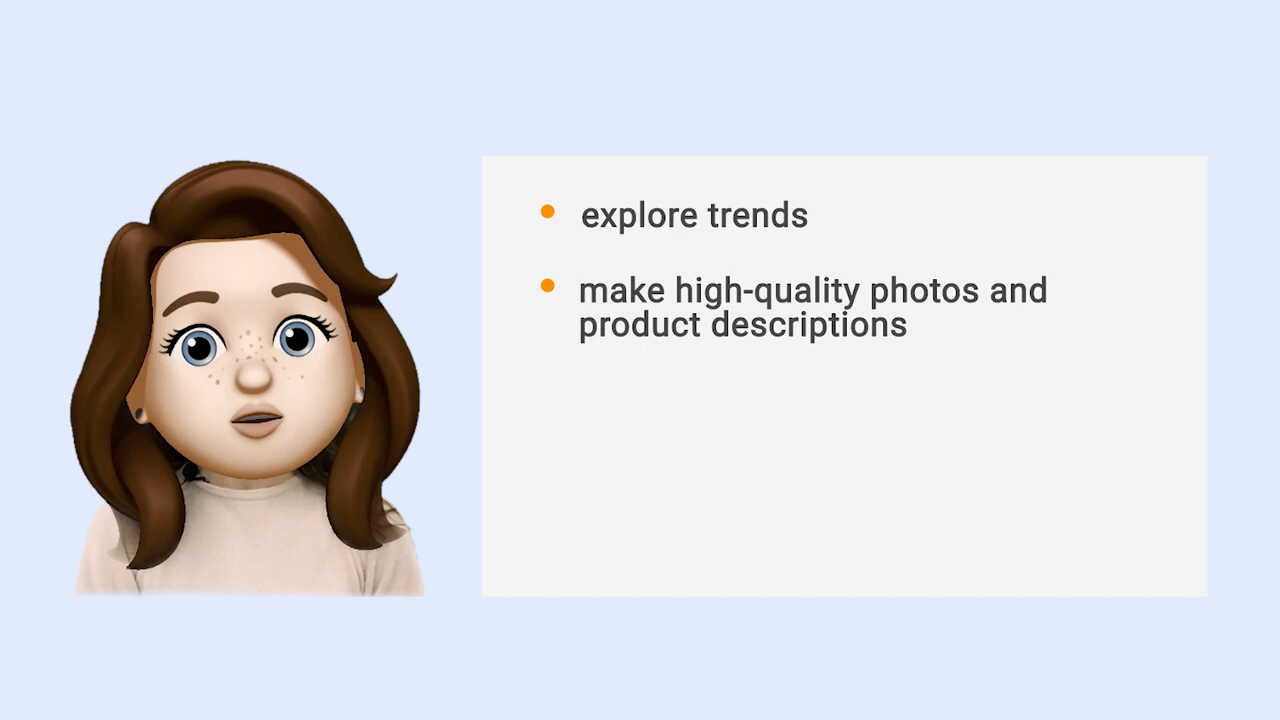 explore trends
make high-quality photos and
product descriptions